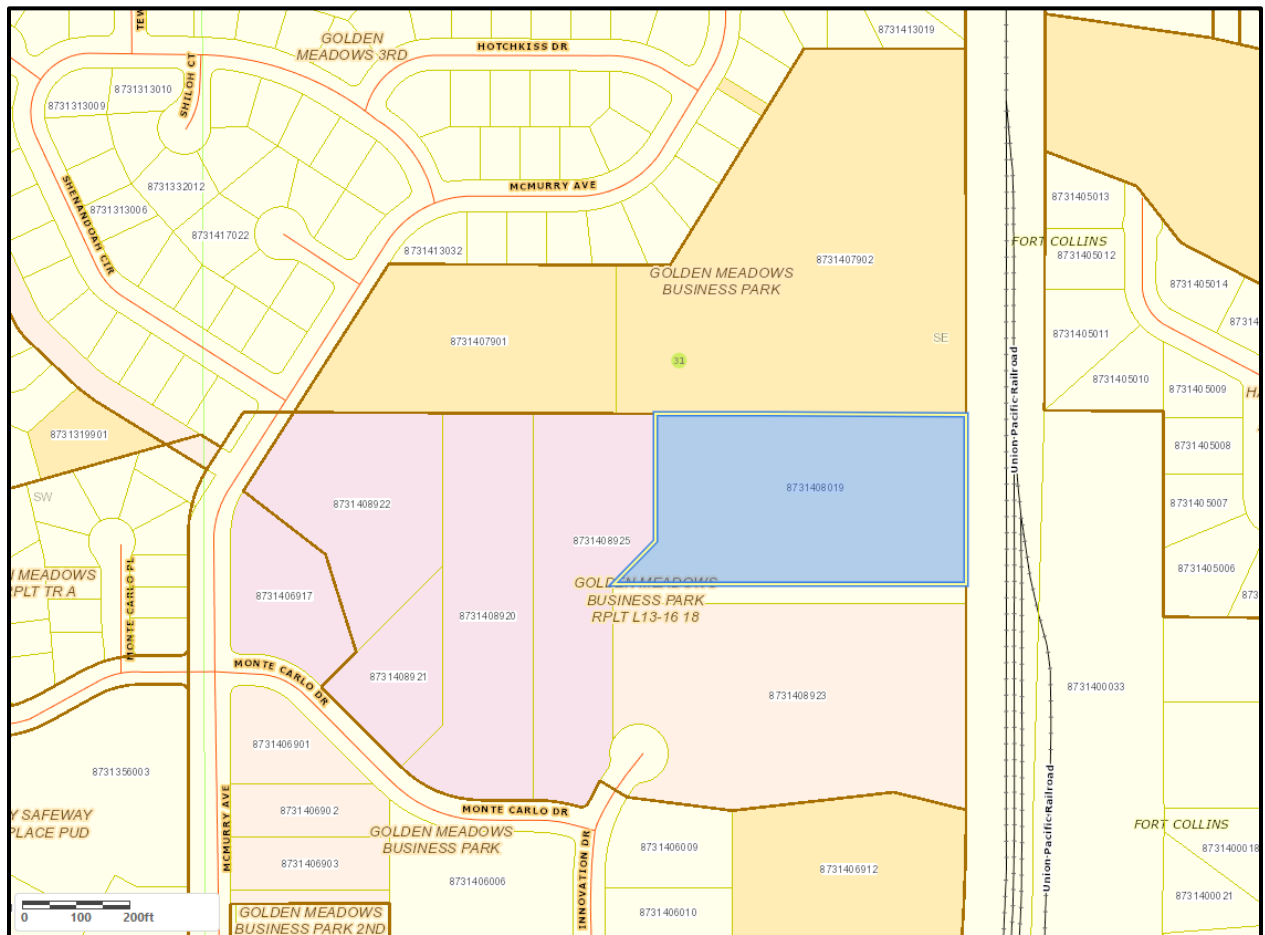 TEW
GOLDEN
MEADOWS 3RD
HOTCHKISS DR
8731413019
SHILOH CT
8731313010
8731313009
8731332012
8731313006
SHENANDOAH CIR
8731417022
MCMURRY AVE
8731413032
8731405013
FORT COLLINS
8731405012
8731407902
GOLDEN MEADOWS
BUSINESS PARK
8731405014
87314
8731405011
SE
8731407901
31
8731405010
8731405009
HA
Union-Pacific-Railroad
8731319901
8731405008
SW
8731408922
8731408019
8731405007
8731408925
8731405006
873
N MEADOWS
RPLT TR A
MONTE CARLO PL
8731406917
GOLDEN MEADOWS
BUSINESS PARK
RPLT L13-16 18
8731408920
MONTE CARLO DR
8731408921
8731408923
8731400033
8731406901
8731356003
MCMURRY AVE
8731406902
MONTE CARLO DR
Union-Pacific-Railroad
Y SAFEWAY
PLACE PUD
GOLDEN MEADOWS
BUSINESS PARK
INNOVATION DR
8731406009
FORT COLLINS
8731400018
8731406903
8731406006
8731406912
8731400021
8731406010
0 100 200ft
GOLDEN MEADOWS
BUSINESS PARK 2ND